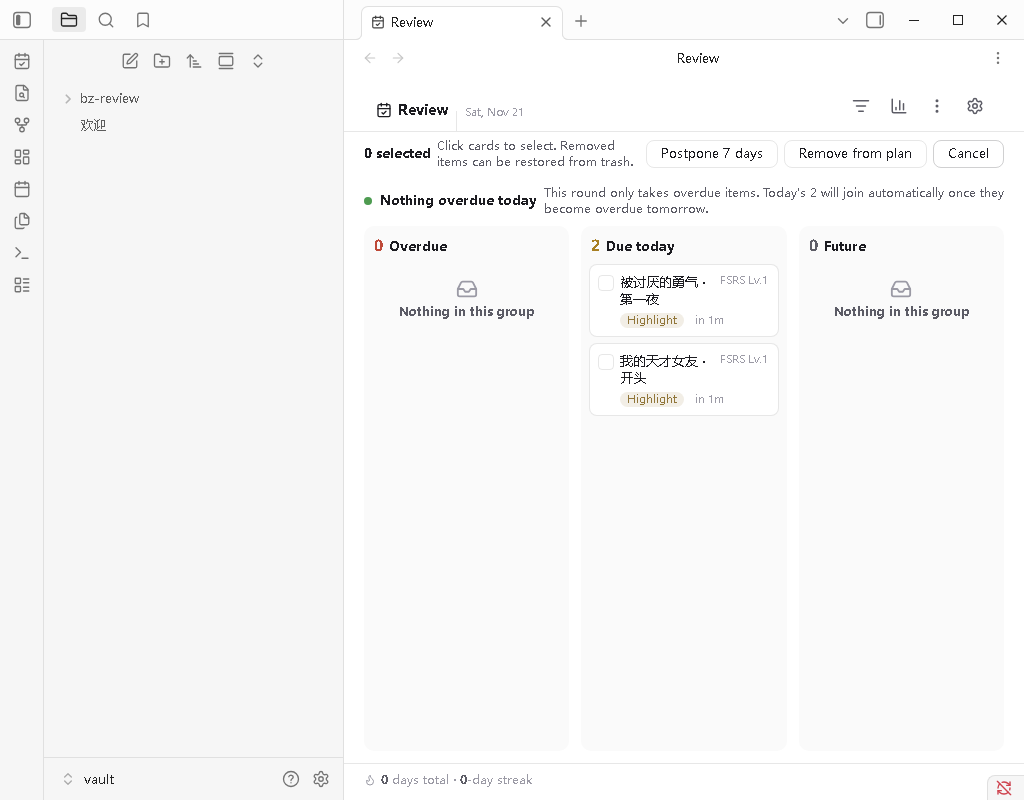 Review
Review
bz-review
欢迎
Review
Sat, Nov 21
0 selected
Click cards to select. Removed
items can be restored from trash.
Postpone 7 days
Remove from plan
Cancel
Nothing overdue today
This round only takes overdue items. Today's 2 will join automatically once they
become overdue tomorrow.
0 Overdue
Nothing in this group
2 Due today
被讨厌的勇气 ·
第一夜
FSRS Lv.1
Highlight
in 1m
我的天才女友 ·
开头
FSRS Lv.1
Highlight
in 1m
0 Future
Nothing in this group
vault
0 days total · 0-day streak